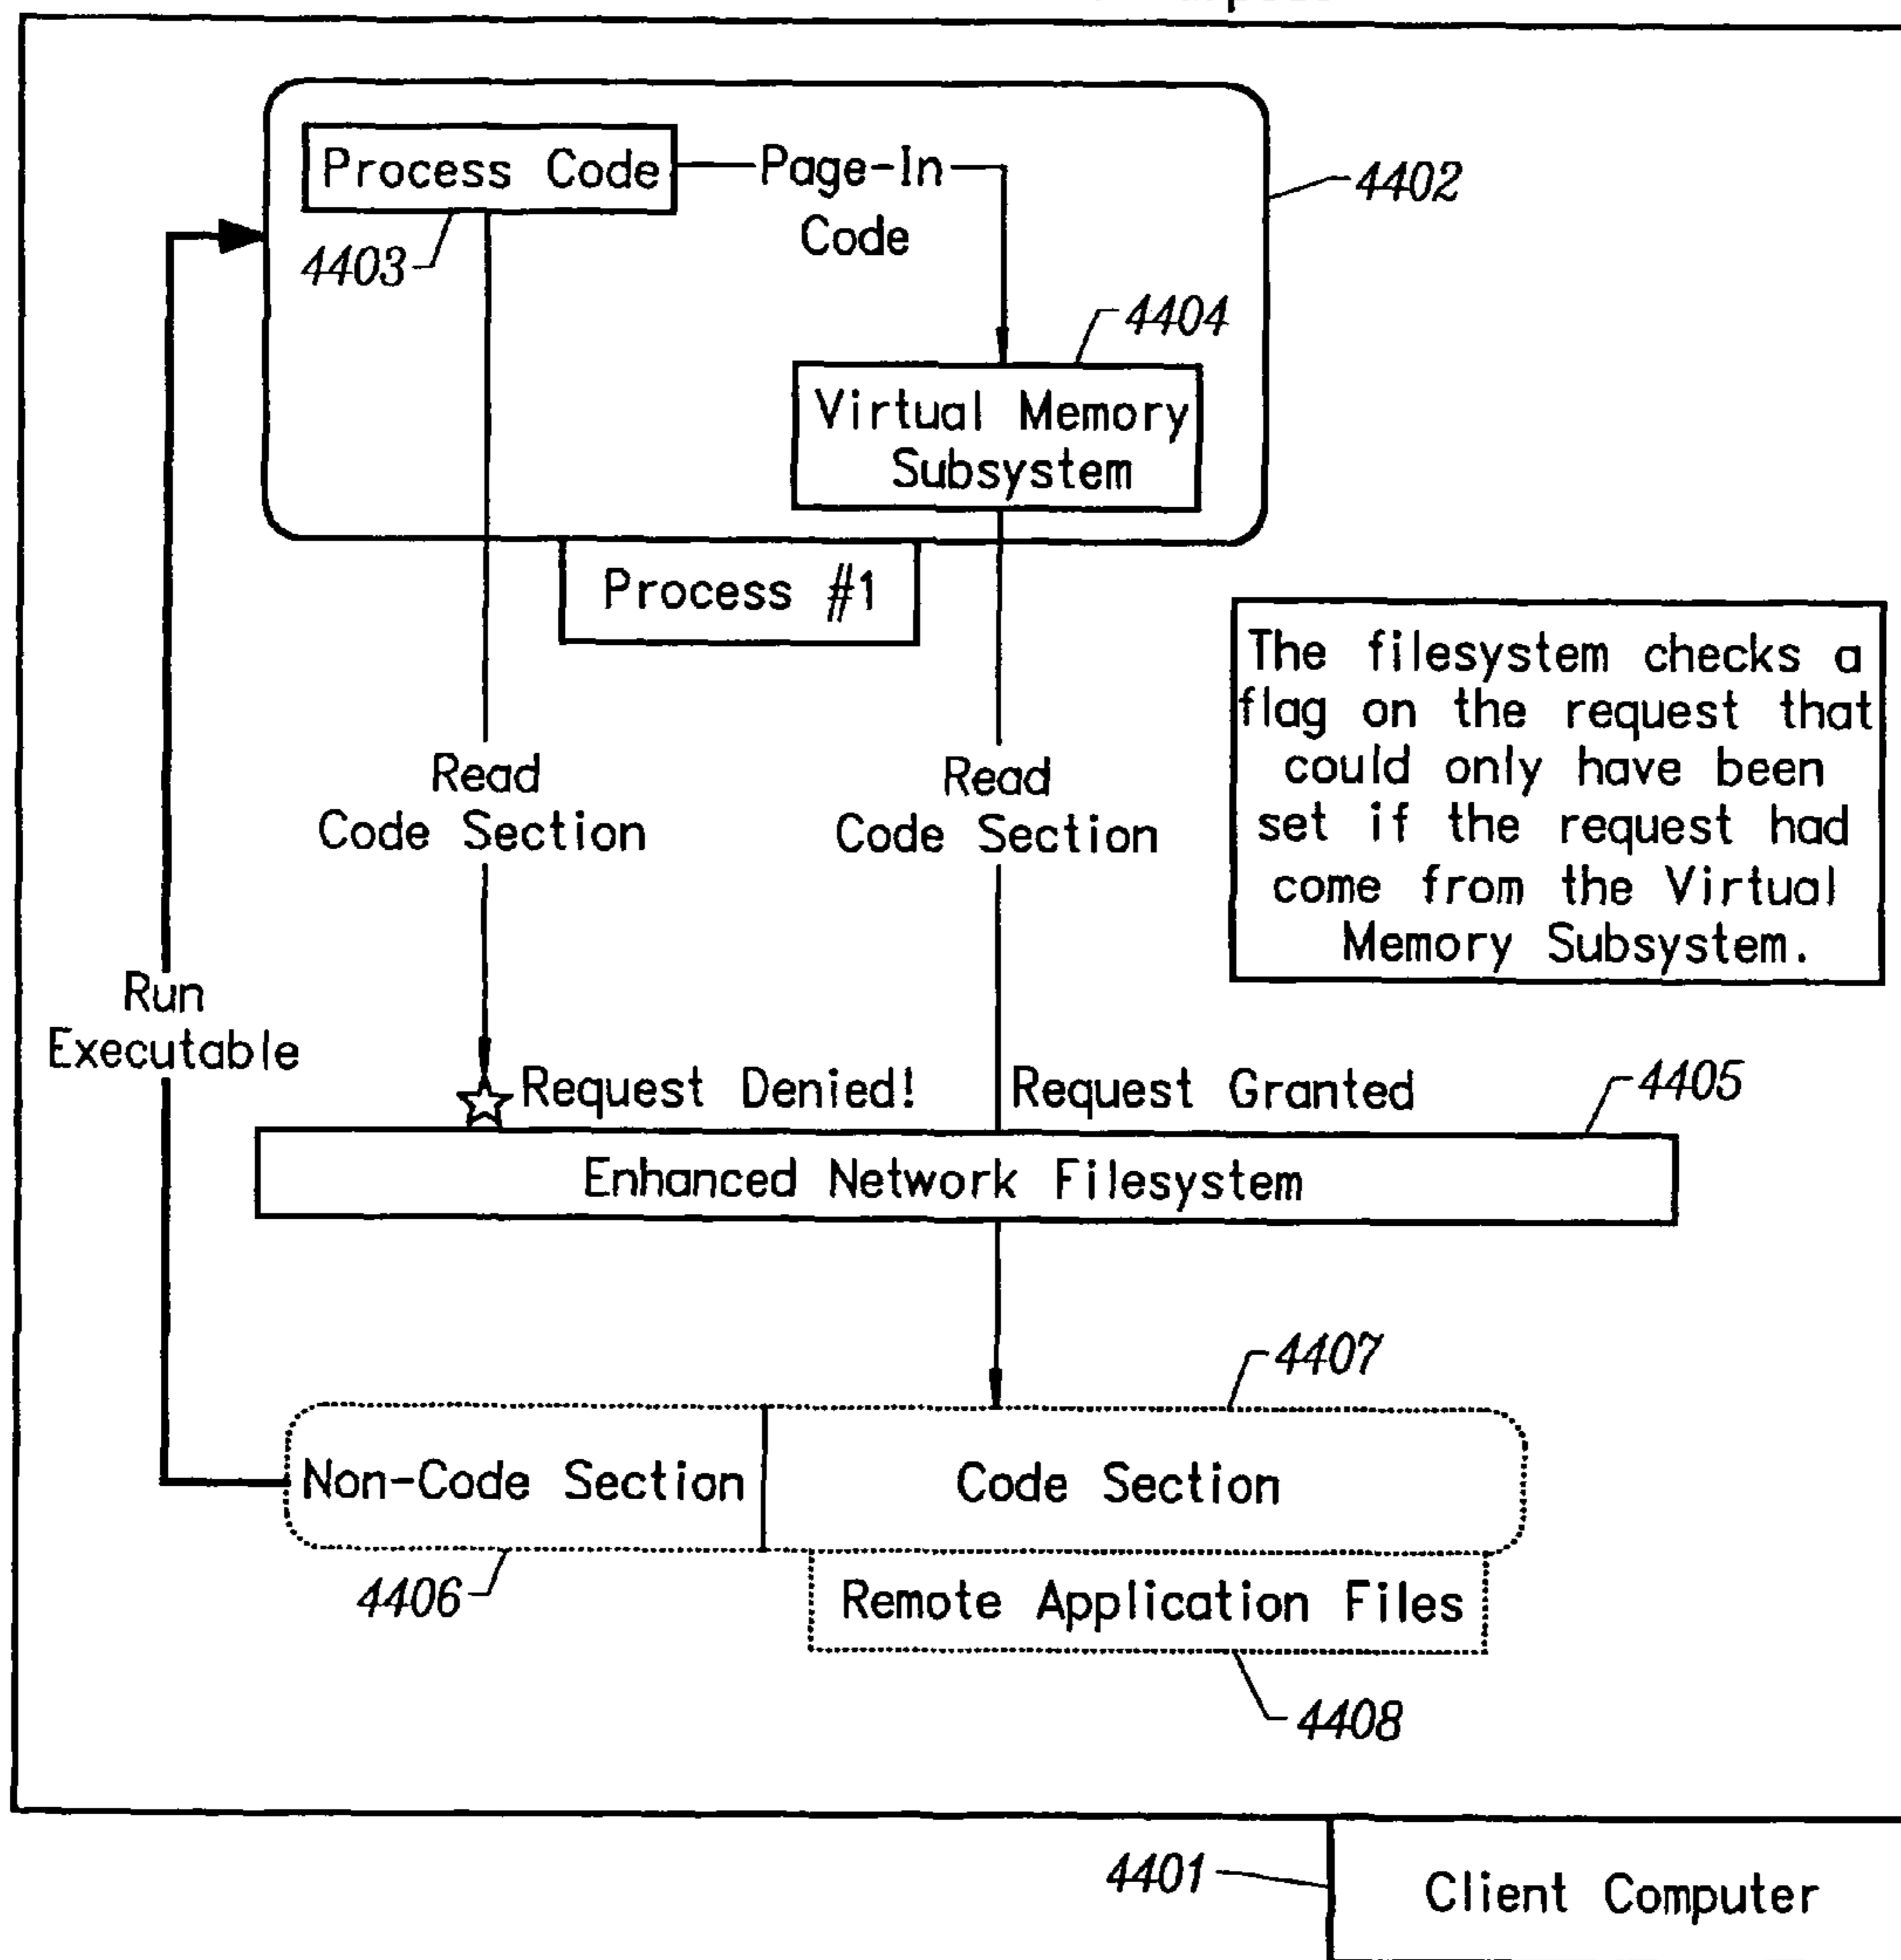 Process Code
Page-In
Code
4402
4403
4404
Virtual Memory
Subsystem
Process #1
The filesystem checks a
flag on the request that
could only have been
set if the request had
come from the Virtual
Memory Subsystem.
Read
Code Section
Read
Code Section
Run
Executable
Request Denied!
Request Granted
4405
Enhanced Network Filesystem
4407
Non-Code Section
Code Section
4406
Remote Application Files
4408
4401
Client Computer